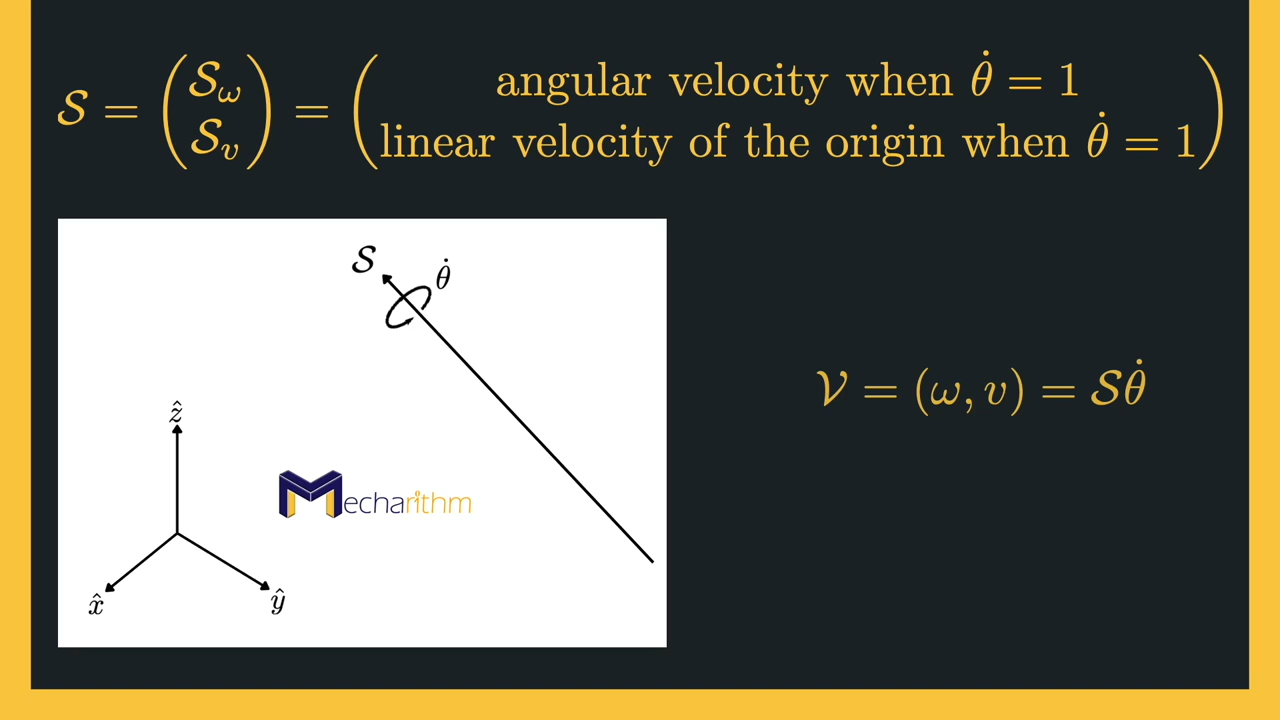 𝒮 = (𝒮_ω 𝒮_v) = (angular velocity when θ̇ = 1
linear velocity of the origin when θ̇ = 1)
𝒮
θ̇
𝒱 = (ω, v) = 𝒮θ̇
ẑ
Mecharithm
x̂
ŷ